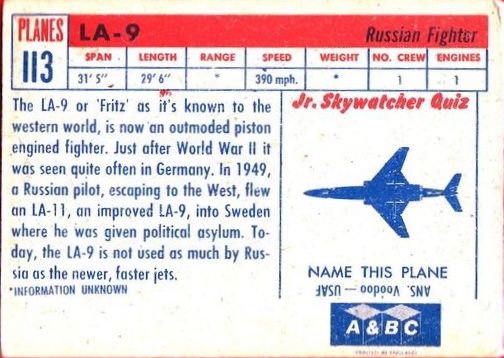 PLANES
113
LA-9
Russian Fighter
SPAN LENGTH RANGE SPEED WEIGHT NO. CREW ENGINES
31' 5" 29' 6" * 390 mph. * 1 1
The LA-9 or 'Fritz' as it's known to the
western world, is now an outmoded piston
engined fighter. Just after World War II it
was seen quite often in Germany. In 1949,
a Russian pilot, escaping to the West, flew
an LA-11, an improved LA-9, into Sweden
where he was given political asylum. To-
day, the LA-9 is not used as much by Rus-
sia as the newer, faster jets.
*INFORMATION UNKNOWN
Jr. Skywatcher Quiz
NAME THIS PLANE
ANS. Voodoo —
USAF
A&BC
PRINTED IN ENGLAND